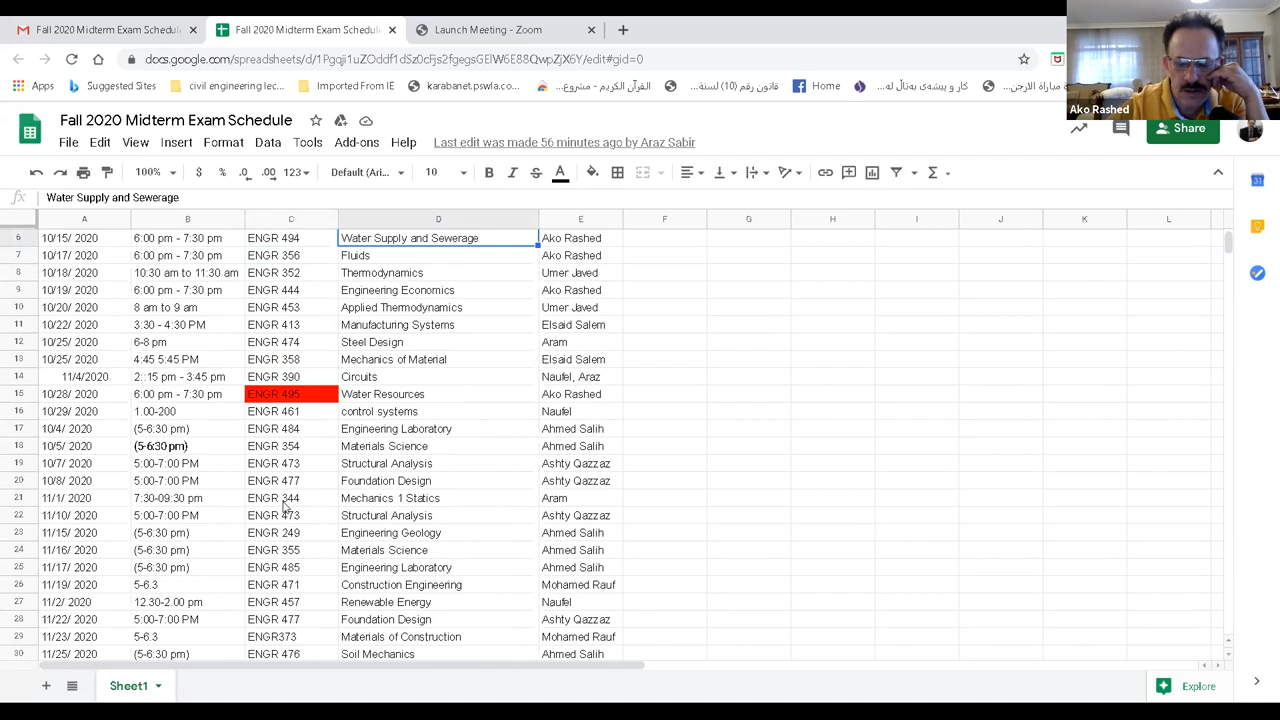 Fall 2020 Midterm Exam Schedule
Fall 2020 Midterm Exam Schedule
Launch Meeting - Zoom
Apps
Suggested Sites
civil engineering lec...
Imported From IE
karabanet.pswla.co...
القرآن الكريم - مشروع...
قانون رقم (10) لسنة...
Home
Ako Rashed
Fall 2020 Midterm Exam Schedule
File Edit View Insert Format Data Tools Add-ons Help Last edit was made 56 minutes ago by Araz Sabir
Share
100% $ % .0 .00 123 Default (Ari... 10
fx Water Supply and Sewerage
A B C D E F G H I J K L
6 10/15/ 2020 6:00 pm - 7:30 pm ENGR 494 Water Supply and Sewerage Ako Rashed
7 10/17/ 2020 6:00 pm - 7:30 pm ENGR 356 Fluids Ako Rashed
8 10/18/ 2020 10:30 am to 11:30 am ENGR 352 Thermodynamics Umer Javed
9 10/19/ 2020 6:00 pm - 7:30 pm ENGR 444 Engineering Economics Ako Rashed
10 10/20/ 2020 8 am to 9 am ENGR 453 Applied Thermodynamics Umer Javed
11 10/22/ 2020 3:30 - 4:30 PM ENGR 413 Manufacturing Systems Elsaid Salem
12 10/25/ 2020 6-8 pm ENGR 474 Steel Design Aram
13 10/25/ 2020 4:45 5:45 PM ENGR 358 Mechanics of Material Elsaid Salem
14 11/4/2020 2::15 pm - 3:45 pm ENGR 390 Circuits Naufel, Araz
15 10/28/ 2020 6:00 pm - 7:30 pm ENGR 495 Water Resources Ako Rashed
16 10/29/ 2020 1.00-200 ENGR 461 control systems Naufel
17 10/4/ 2020 (5-6:30 pm) ENGR 484 Engineering Laboratory Ahmed Salih
18 10/5/ 2020 (5-6:30 pm) ENGR 354 Materials Science Ahmed Salih
19 10/7/ 2020 5:00-7:00 PM ENGR 473 Structural Analysis Ashty Qazzaz
20 10/8/ 2020 5:00-7:00 PM ENGR 477 Foundation Design Ashty Qazzaz
21 11/1/ 2020 7:30-09:30 pm ENGR 344 Mechanics 1 Statics Aram
22 11/10/ 2020 5:00-7:00 PM ENGR 473 Structural Analysis Ashty Qazzaz
23 11/15/ 2020 (5-6:30 pm) ENGR 249 Engineering Geology Ahmed Salih
24 11/16/ 2020 (5-6:30 pm) ENGR 355 Materials Science Ahmed Salih
25 11/17/ 2020 (5-6:30 pm) ENGR 485 Engineering Laboratory Ahmed Salih
26 11/19/ 2020 5-6.3 ENGR 471 Construction Engineering Mohamed Rauf
27 11/2/ 2020 12.30-2.00 pm ENGR 457 Renewable Energy Naufel
28 11/22/ 2020 5:00-7:00 PM ENGR 477 Foundation Design Ashty Qazzaz
29 11/23/ 2020 5-6.3 ENGR373 Materials of Construction Mohamed Rauf
30 11/25/ 2020 (5-6:30 pm) ENGR 476 Soil Mechanics Ahmed Salih
Sheet1
Explore